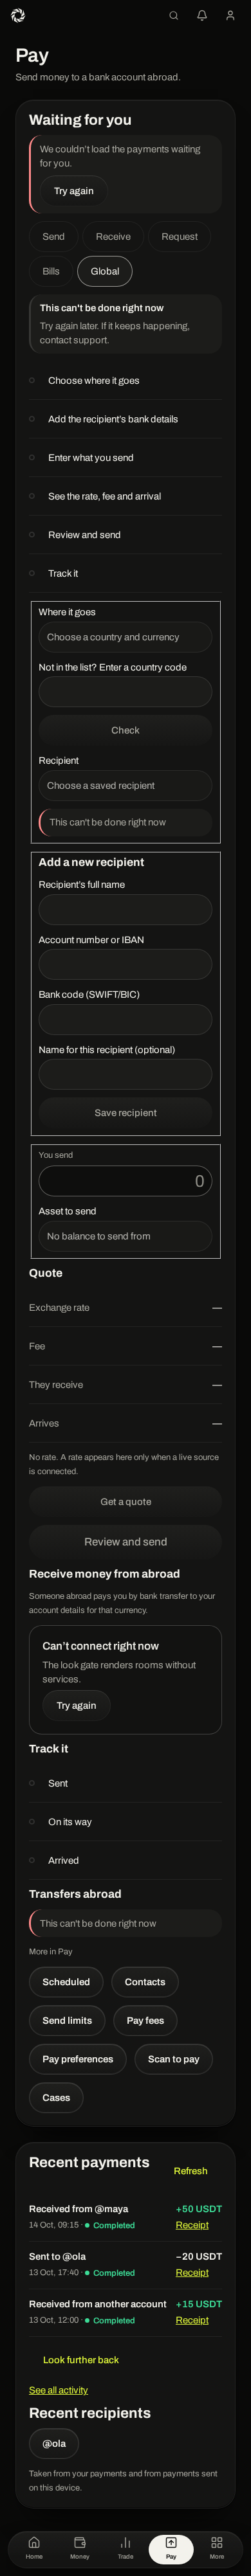 Pay
Send money to a bank account abroad.
Waiting for you
We couldn’t load the payments waiting
for you.
Try again
Send
Receive
Request
Bills
Global
This can't be done right now
Try again later. If it keeps happening,
contact support.
Choose where it goes
Add the recipient’s bank details
Enter what you send
See the rate, fee and arrival
Review and send
Track it
Where it goes
Choose a country and currency
Not in the list? Enter a country code
Check
Recipient
Choose a saved recipient
This can't be done right now
Add a new recipient
Recipient’s full name
Account number or IBAN
Bank code (SWIFT/BIC)
Name for this recipient (optional)
Save recipient
You send
0
Asset to send
No balance to send from
Quote
Exchange rate —
Fee —
They receive —
Arrives —
No rate. A rate appears here only when a live source
is connected.
Get a quote
Review and send
Receive money from abroad
Someone abroad pays you by bank transfer to your
account details for that currency.
Can’t connect right now
The look gate renders rooms without
services.
Try again
Track it
Sent
On its way
Arrived
Transfers abroad
This can't be done right now
More in Pay
Scheduled
Contacts
Send limits
Pay fees
Pay preferences
Scan to pay
Cases
Recent payments
Refresh
Received from @maya +50 USDT
14 Oct, 09:15 · Completed Receipt
Sent to @ola −20 USDT
13 Oct, 17:40 · Completed Receipt
Received from another account +15 USDT
13 Oct, 12:00 · Completed Receipt
Look further back
See all activity
Recent recipients
@ola
Taken from your payments and from payments sent
on this device.
Home
Money
Trade
Pay
More